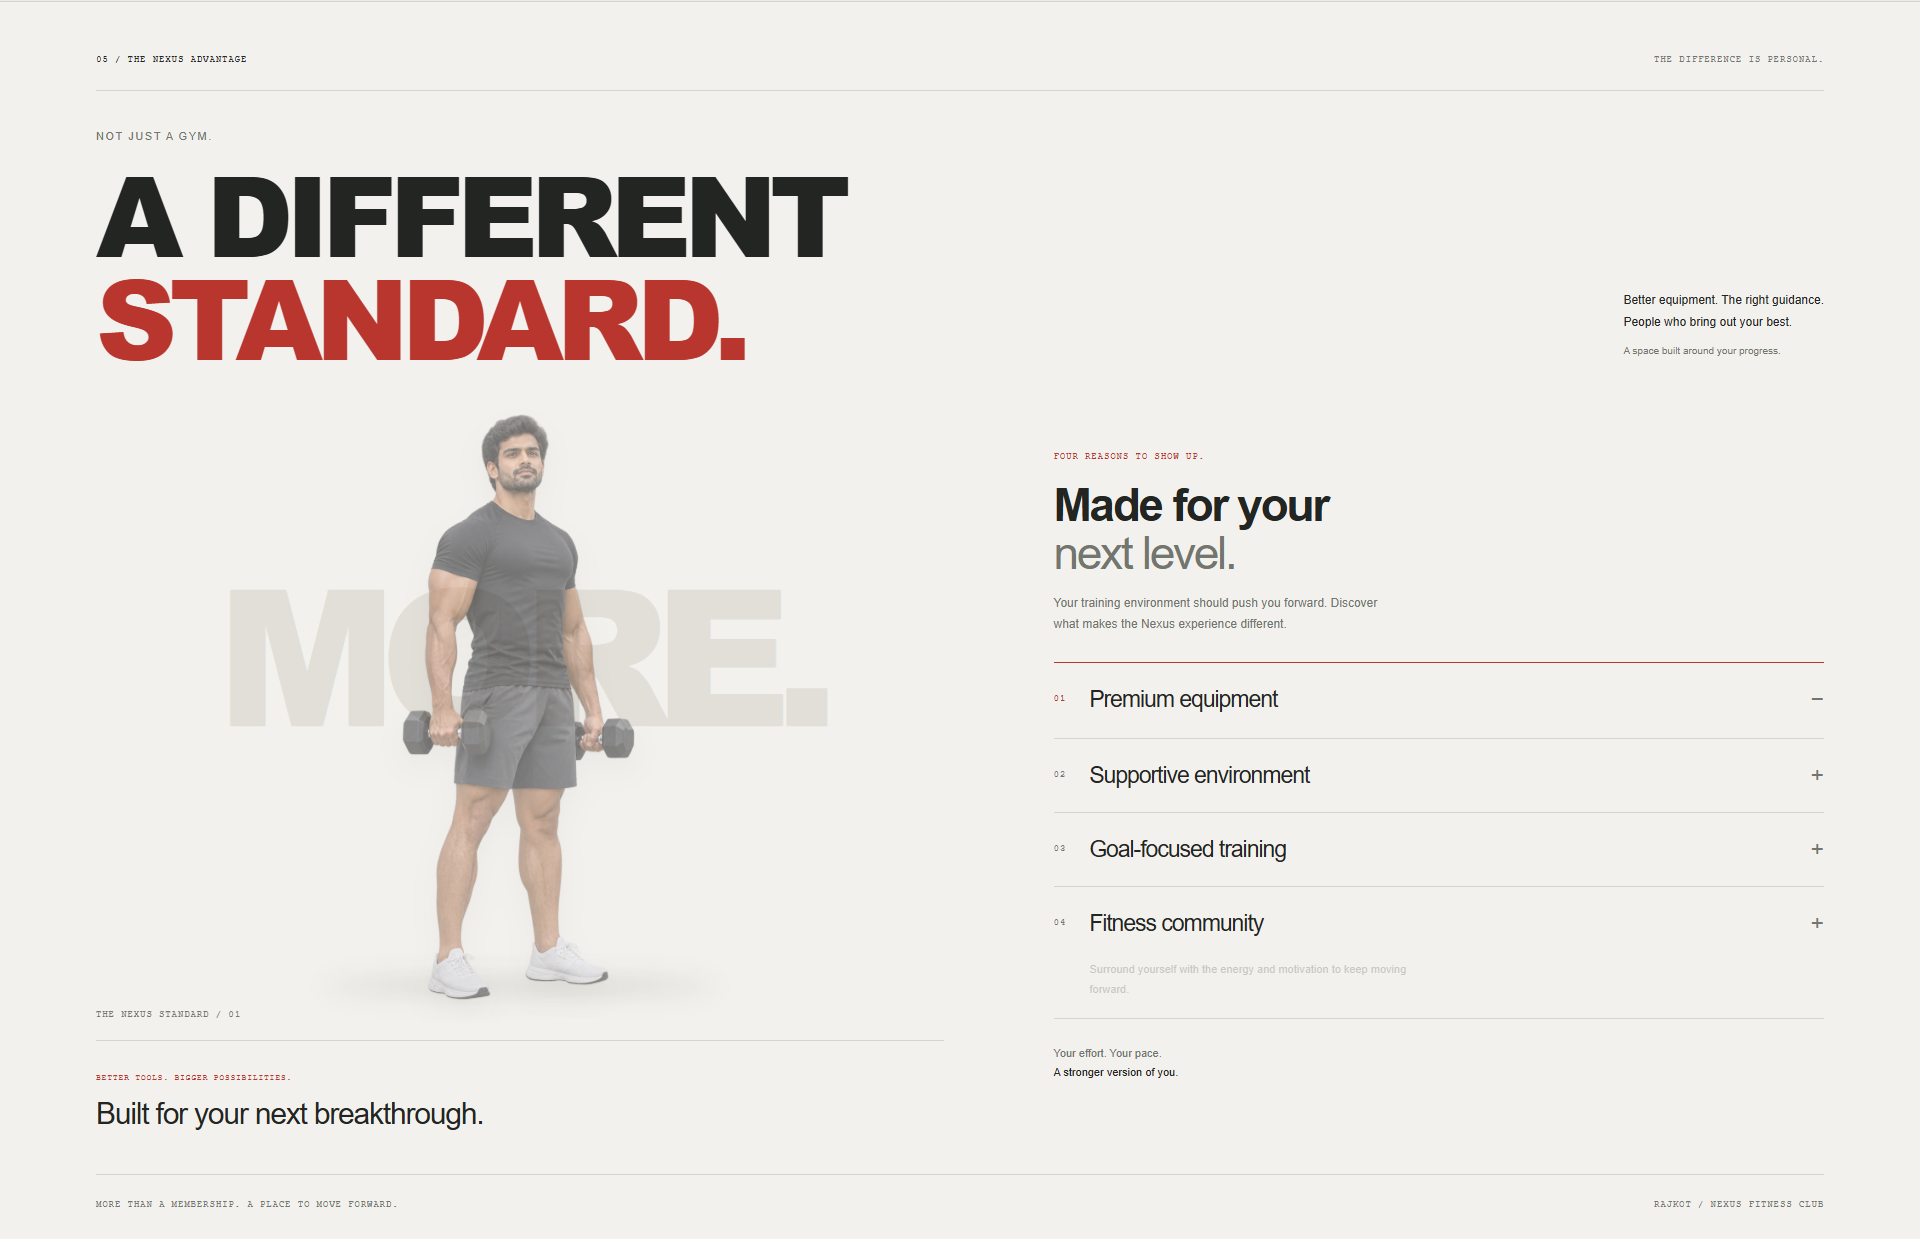 05 / THE NEXUS ADVANTAGE
THE DIFFERENCE IS PERSONAL.
NOT JUST A GYM.
A DIFFERENT
STANDARD.
Better equipment. The right guidance.
People who bring out your best.
A space built around your progress.
MORE.
THE NEXUS STANDARD / 01
BETTER TOOLS. BIGGER POSSIBILITIES.
Built for your next breakthrough.
FOUR REASONS TO SHOW UP.
Made for your
next level.
Your training environment should push you forward. Discover
what makes the Nexus experience different.
01 Premium equipment −
02 Supportive environment +
03 Goal-focused training +
04 Fitness community +
Surround yourself with the energy and motivation to keep moving
forward.
Your effort. Your pace.
A stronger version of you.
MORE THAN A MEMBERSHIP. A PLACE TO MOVE FORWARD.
RAJKOT / NEXUS FITNESS CLUB